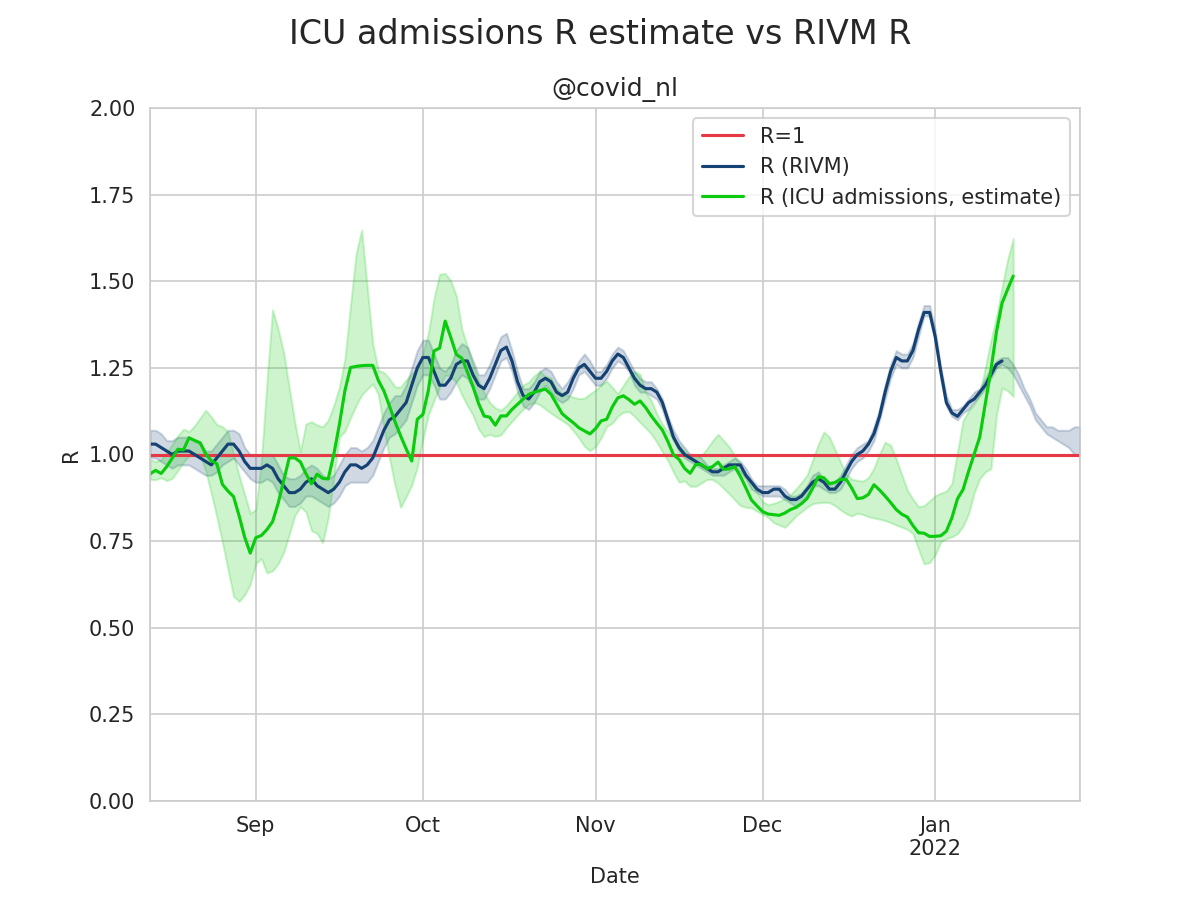 ICU admissions R estimate vs RIVM R
@covid_nl
2.00
1.75
1.50
1.25
1.00
0.75
0.50
0.25
0.00
R
R=1
R (RIVM)
R (ICU admissions, estimate)
Sep
Oct
Nov
Dec
Jan
2022
Date